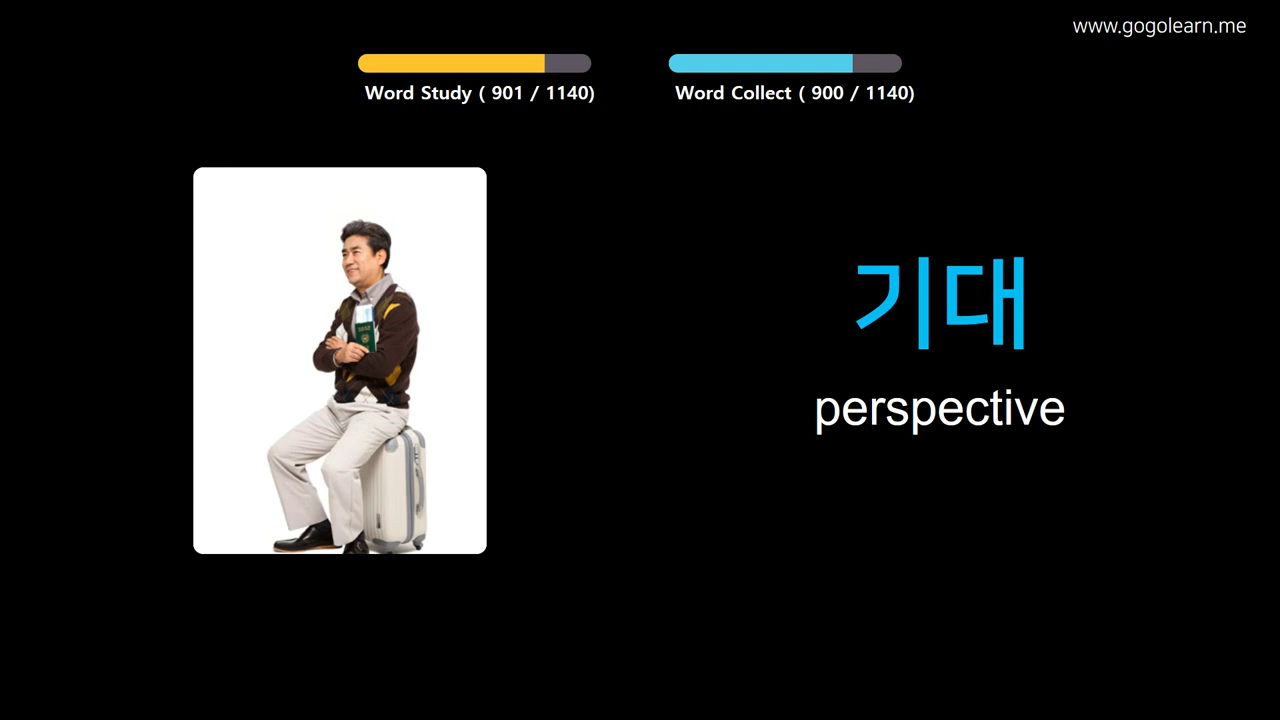 www.gogolearn.me
Word Study ( 901 / 1140)
Word Collect ( 900 / 1140)
기대
perspective